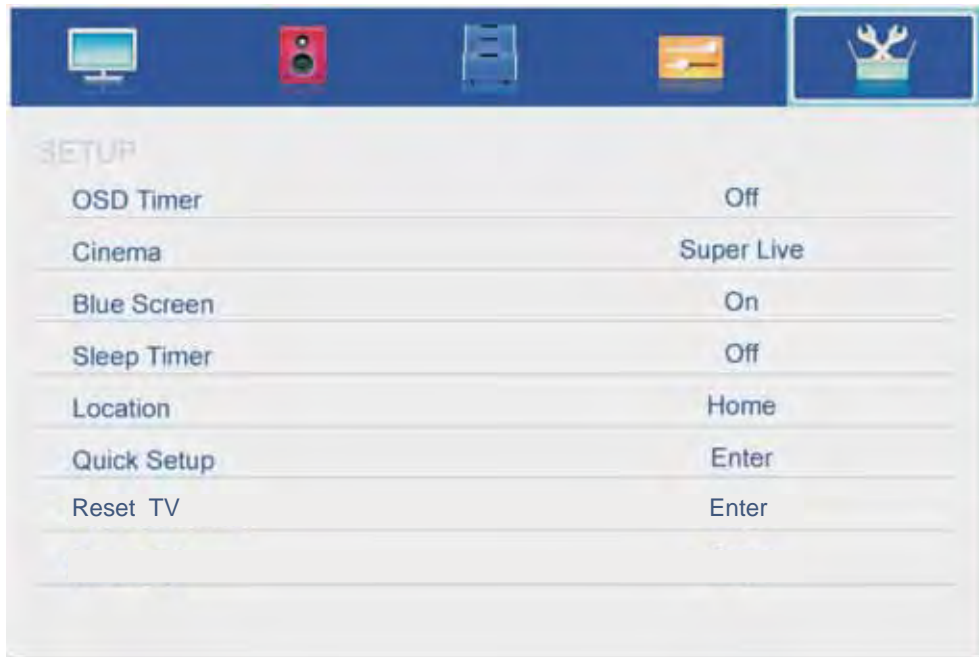 SETUP
OSD Timer Off
Cinema Super Live
Blue Screen On
Sleep Timer Off
Location Home
Quick Setup Enter
Reset TV Enter